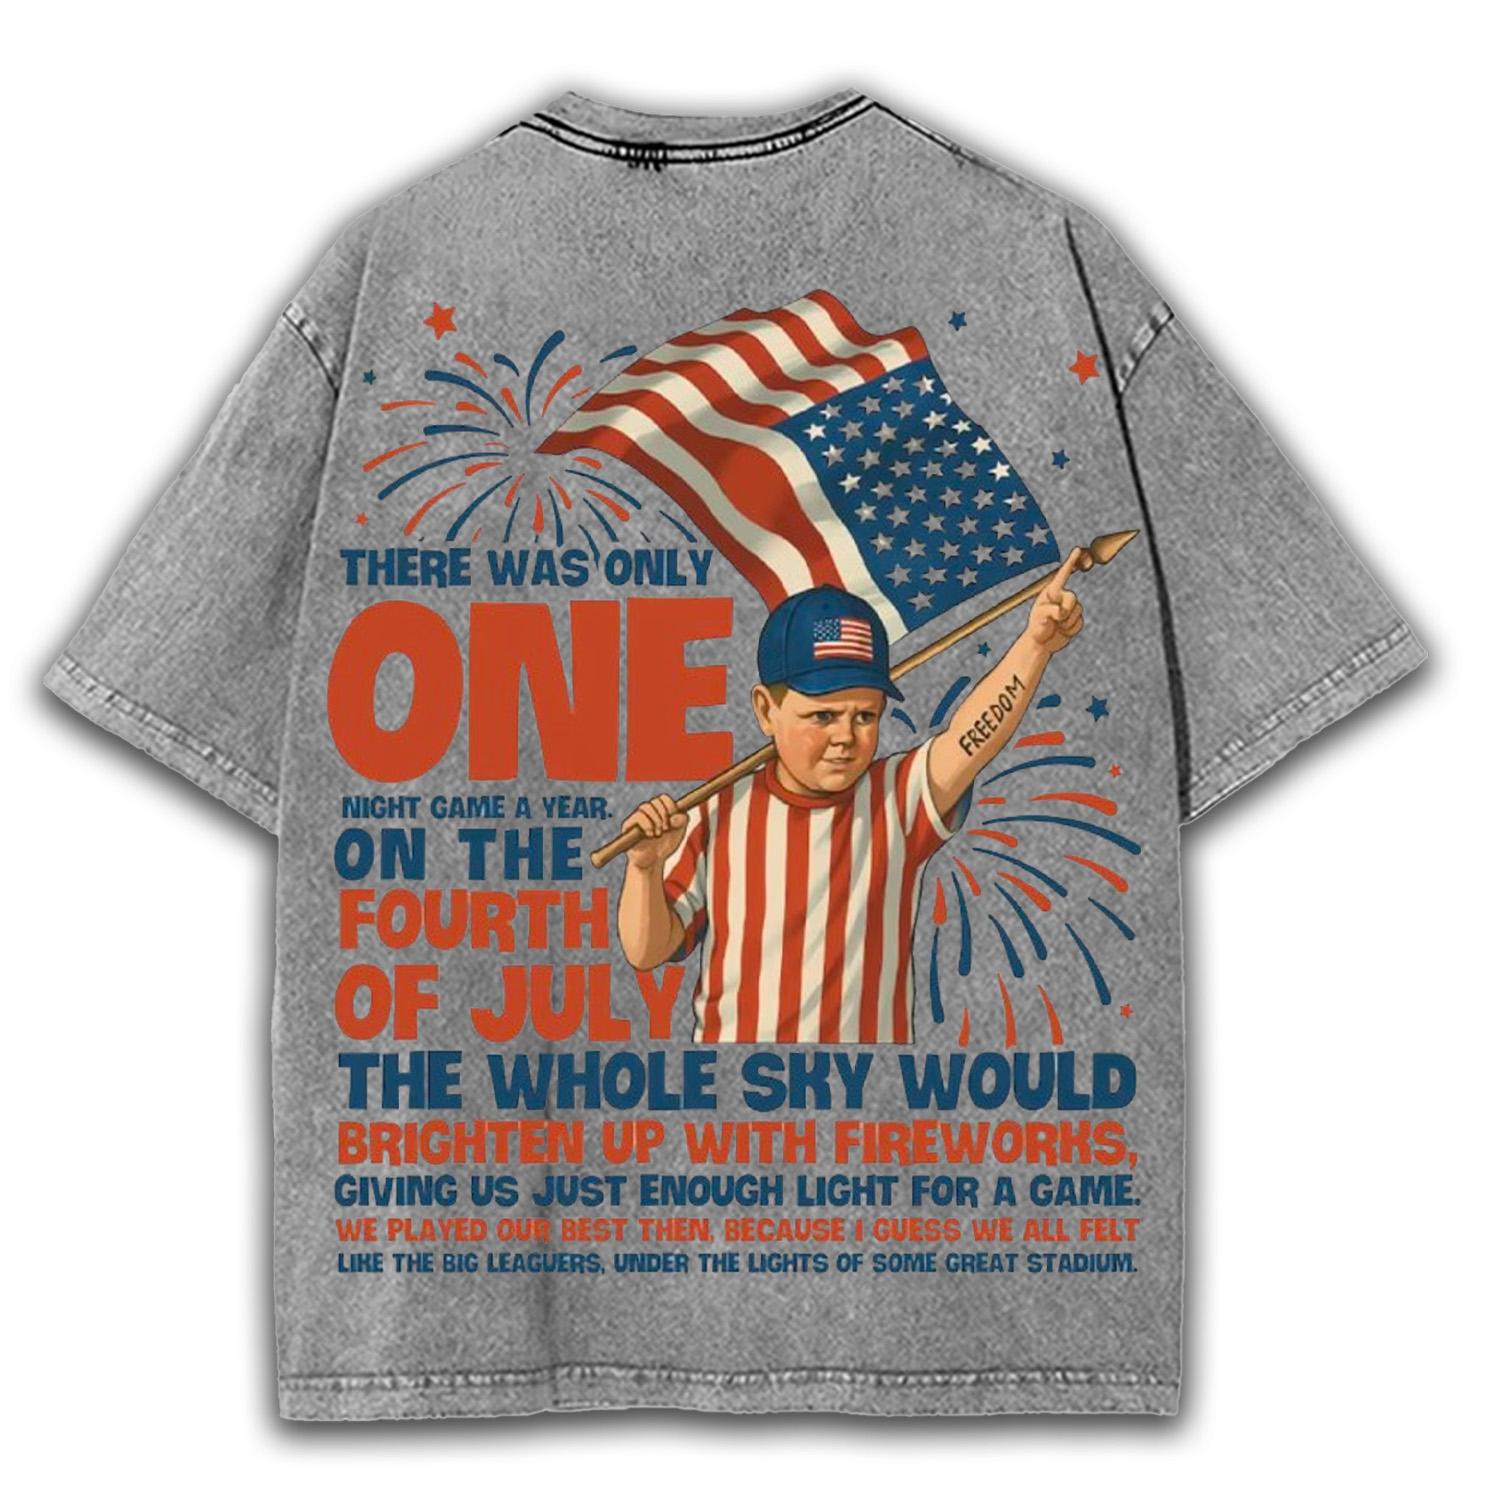 THERE WAS ONLY
ONE
NIGHT GAME A YEAR.
ON THE
FOURTH
OF JULY
THE WHOLE SKY WOULD
BRIGHTEN UP WITH FIREWORKS,
GIVING US JUST ENOUGH LIGHT FOR A GAME.
WE PLAYED OUR BEST THEN, BECAUSE I GUESS WE ALL FELT
LIKE THE BIG LEAGUERS, UNDER THE LIGHTS OF SOME GREAT STADIUM.
FREEDOM